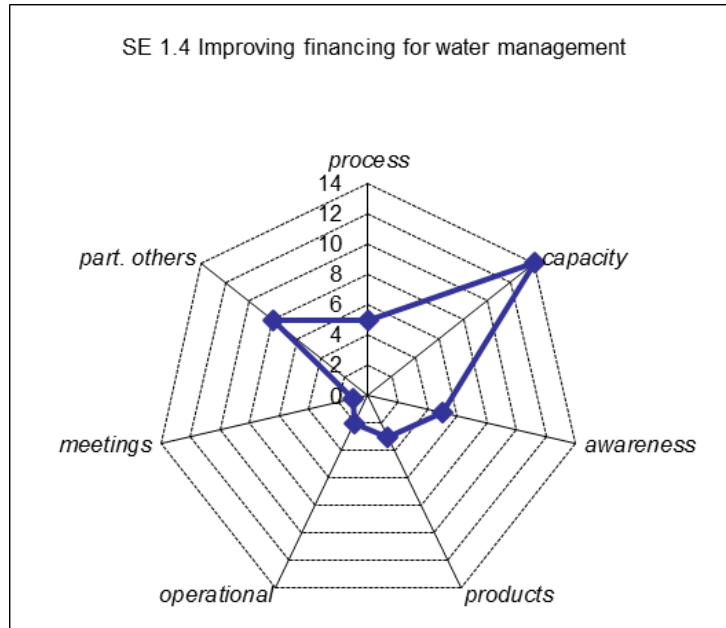 SE 1.4 Improving financing for water management
process
14
12
10
8
6
4
2
0
part. others
capacity
meetings
awareness
operational
products